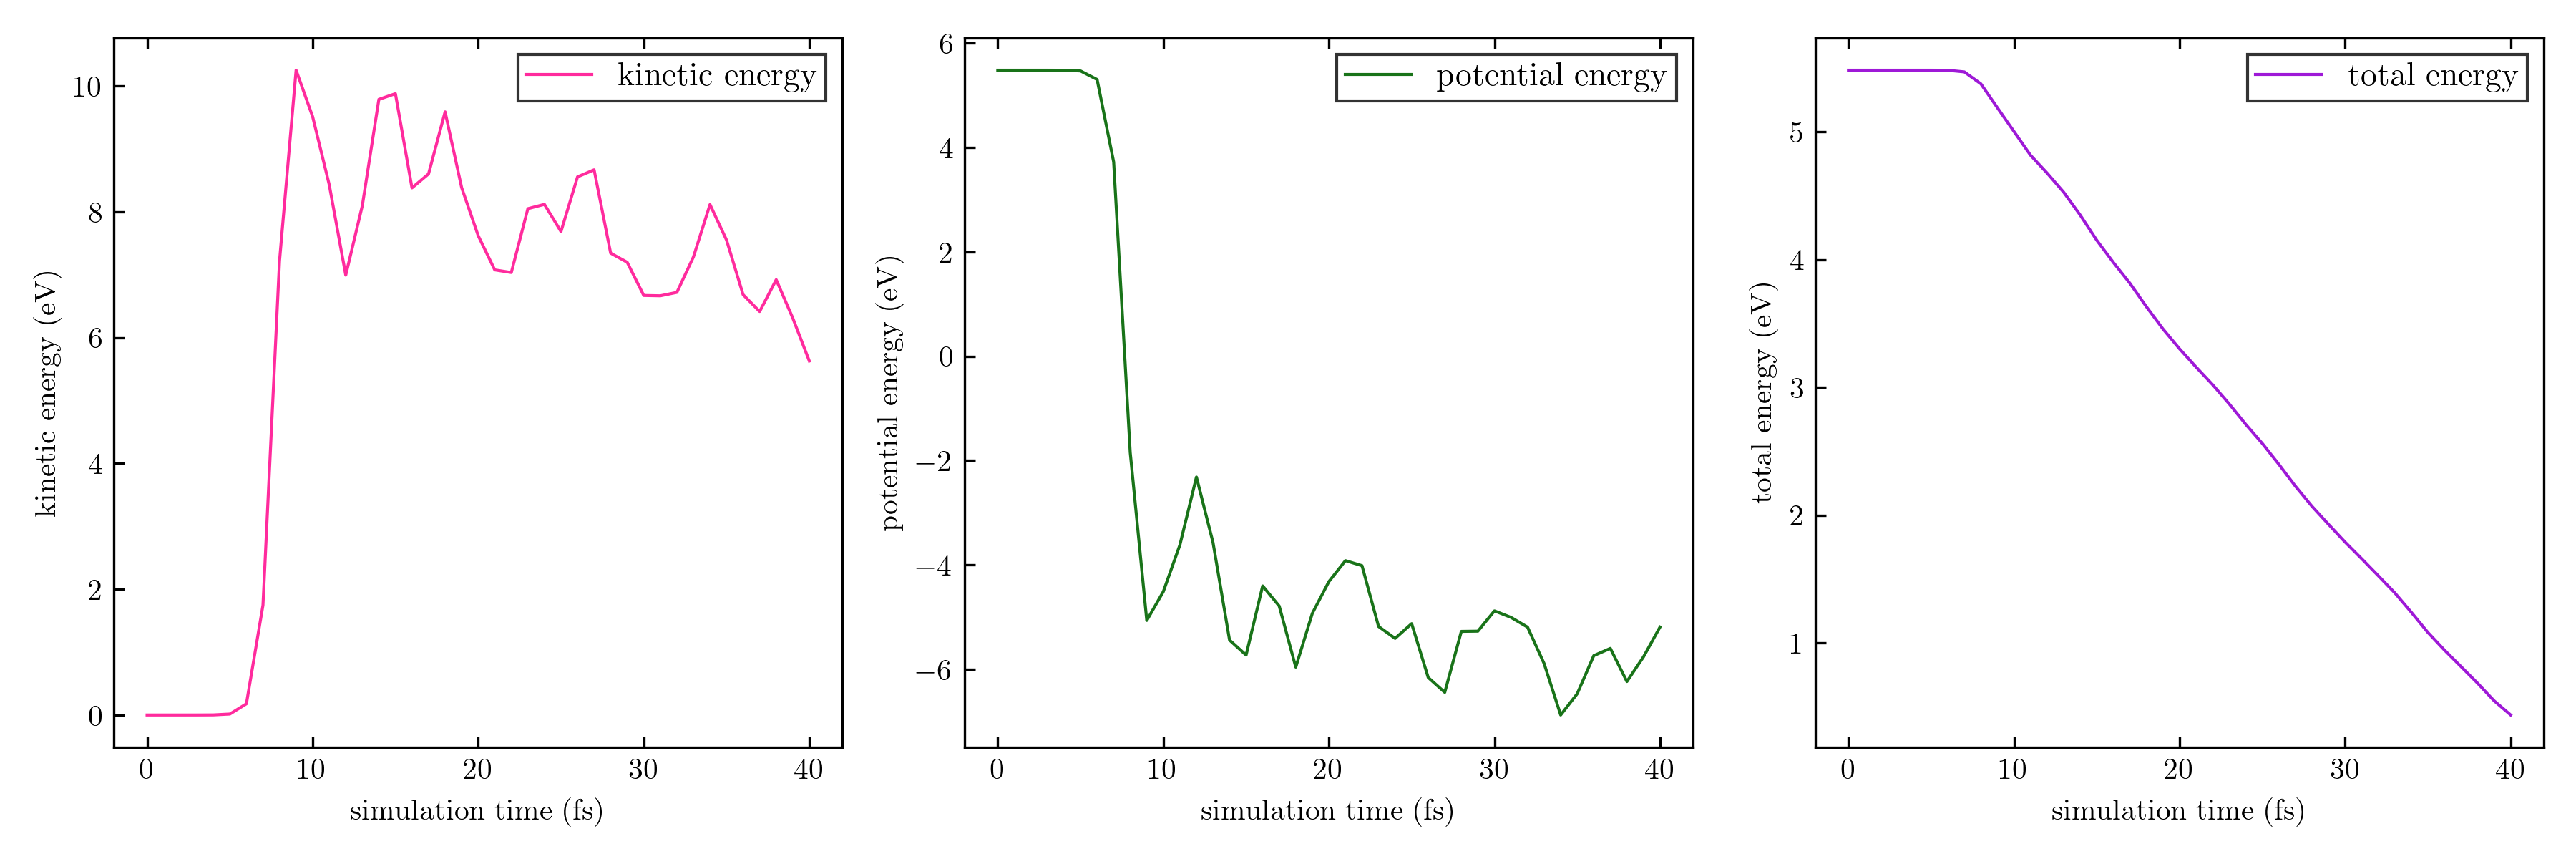 kinetic energy (eV)
10
8
6
4
2
0
kinetic energy
0 10 20 30 40
simulation time (fs)
potential energy (eV)
6
4
2
0
−2
−4
−6
potential energy
0 10 20 30 40
simulation time (fs)
total energy (eV)
5
4
3
2
1
total energy
0 10 20 30 40
simulation time (fs)